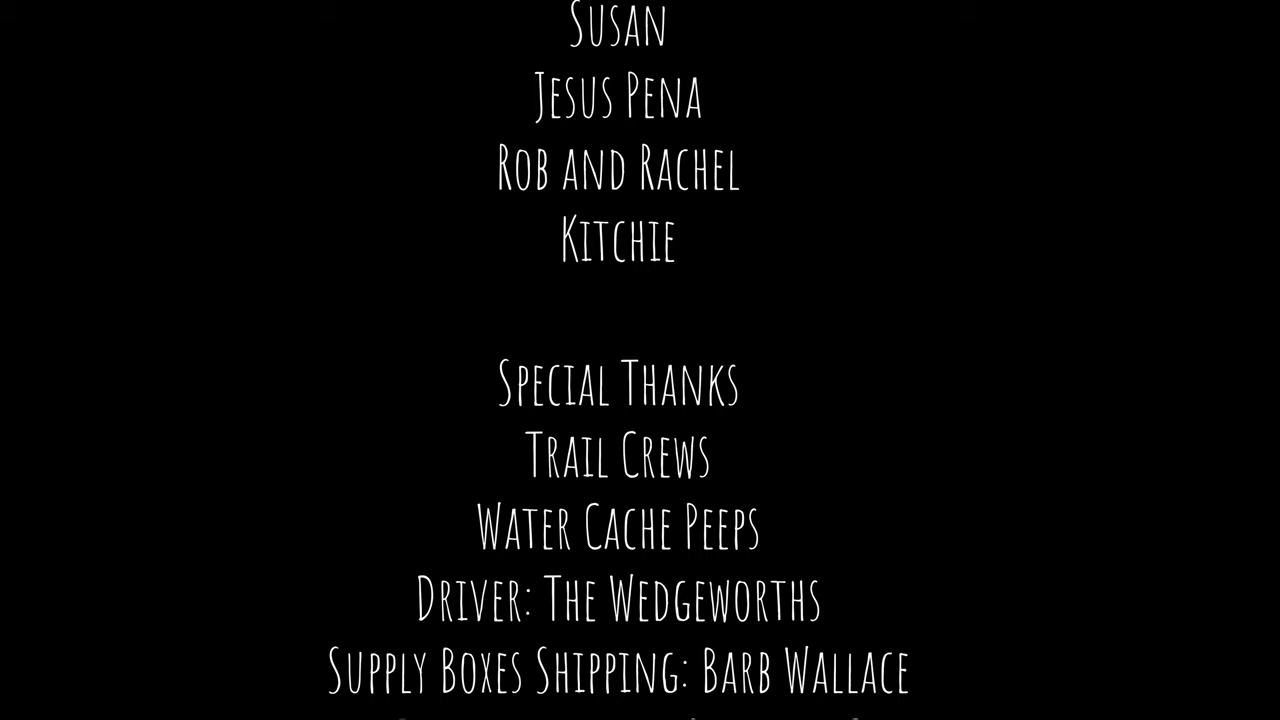 Susan
Jesus Pena
Rob and Rachel
Kitchie
Special Thanks
Trail Crews
Water Cache Peeps
Driver: The Wedgeworths
Supply Boxes Shipping: Barb Wallace